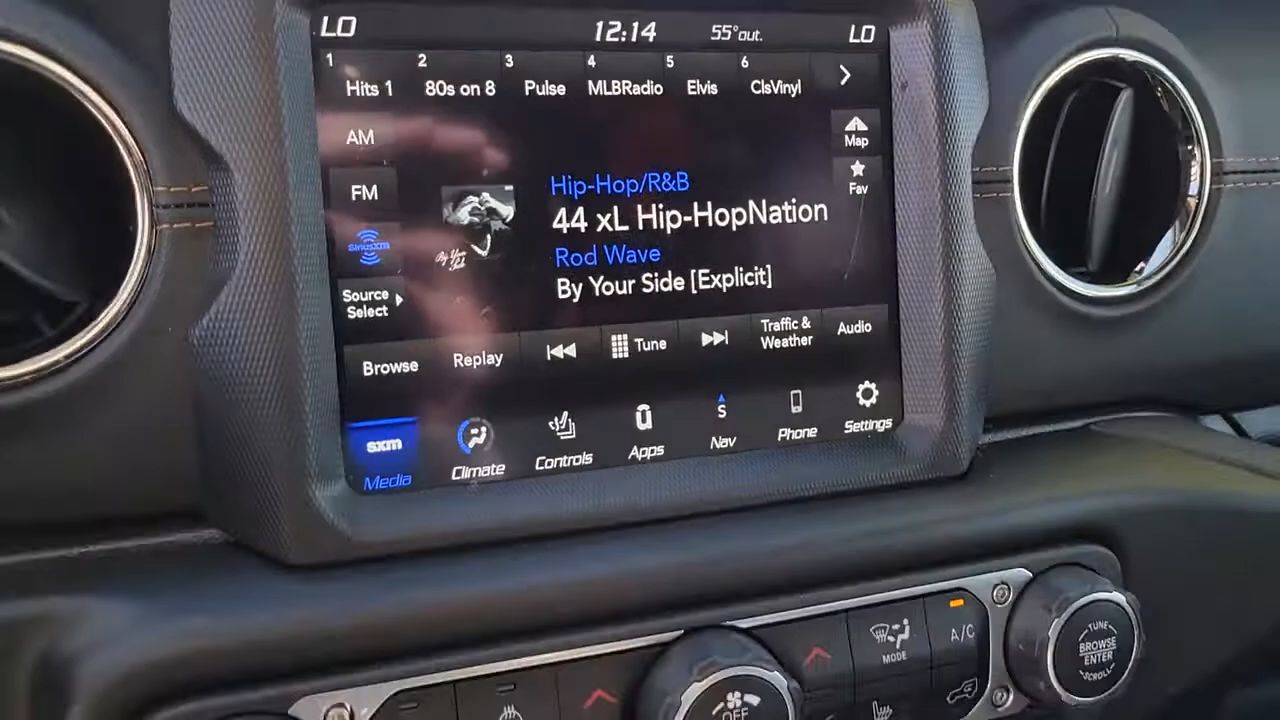 LO 12:14 55°out. LO
1 2 3 4 5 6
Hits 1 80s on 8 Pulse MLBRadio Elvis ClsVinyl
AM
Map
FM
Fav
Hip-Hop/R&B
44 xL Hip-HopNation
Rod Wave
By Your Side [Explicit]
By Your Side
SiriusXM
Source
Select
Browse Replay Tune Traffic &
Weather Audio
sxm
S
Media Climate Controls Apps Nav Phone Settings
MODE
A/C
OFF
TUNE
BROWSE
ENTER
SCROLL